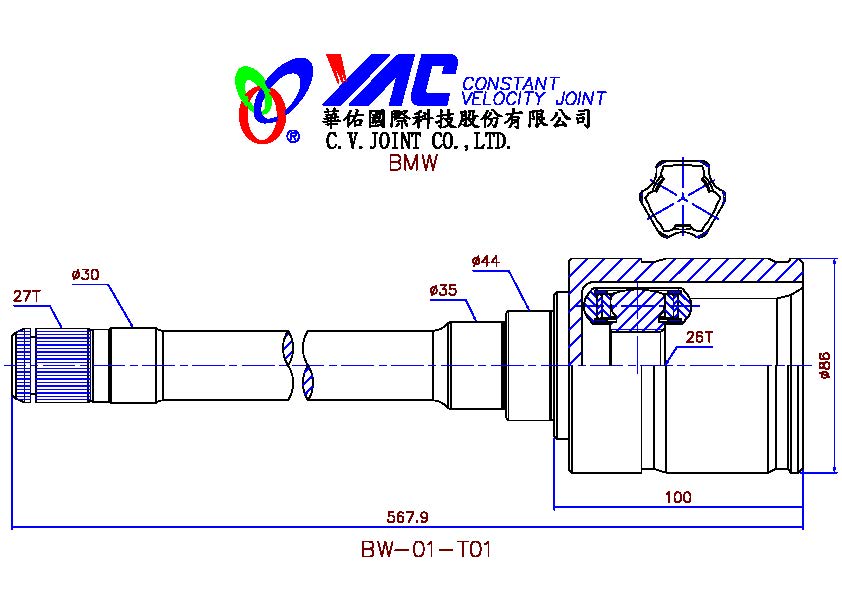 YAC CONSTANT
VELOCITY JOINT
華佑國際科技股份有限公司
®
C.V.JOINT CO.,LTD.
BMW
ø44
ø30
ø35
27T
26T
ø86
100
567.9
BW-01-T01